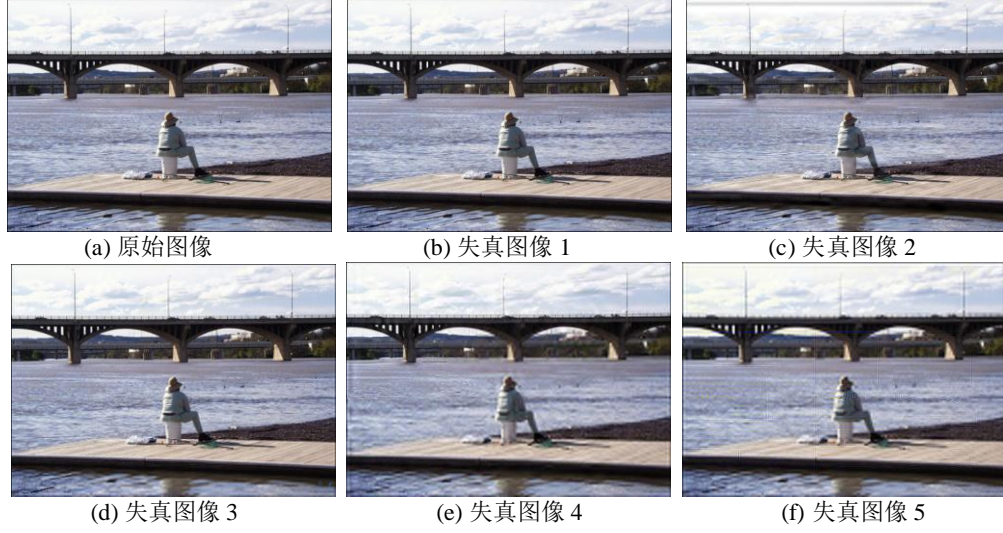 (a) 原始图像
(b) 失真图像 1
(c) 失真图像 2
(d) 失真图像 3
(e) 失真图像 4
(f) 失真图像 5